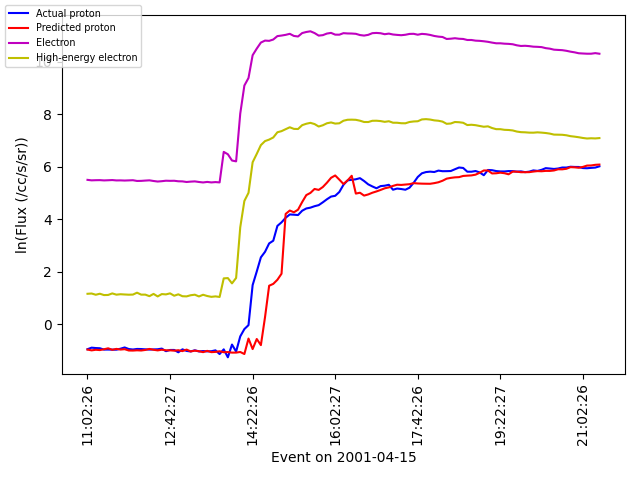 Actual proton
Predicted proton
Electron
High-energy electron
8
6
4
2
0
ln(Flux (/cc/s/sr))
11:02:26
12:42:27
14:22:26
16:02:27
17:42:26
19:22:27
21:02:26
Event on 2001-04-15